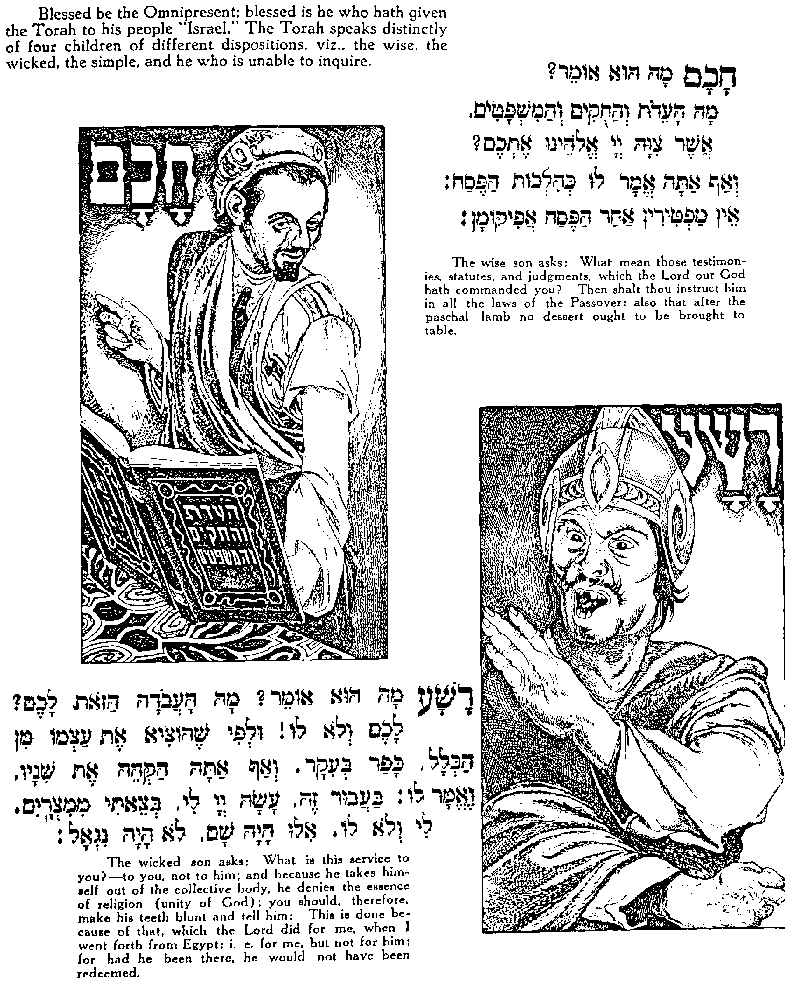 Blessed be the Omnipresent; blessed is he who hath given
the Torah to his people "Israel." The Torah speaks distinctly
of four children of different dispositions, viz., the wise, the
wicked, the simple, and he who is unable to inquire.
חָכָם מָה הוּא אוֹמֵר?
מָה הָעֵדֹת וְהַחֻקִּים וְהַמִּשְׁפָּטִים,
אֲשֶׁר צִוָּה יְיָ אֱלֹהֵינוּ אֶתְכֶם?
וְאַף אַתָּה אֱמָר לוֹ כְּהִלְכוֹת הַפֶּסַח:
אֵין מַפְטִירִין אַחַר הַפֶּסַח אֲפִיקוֹמָן:
The wise son asks: What mean those testimon-
ies, statutes, and judgments, which the Lord our God
hath commanded you? Then shalt thou instruct him
in all the laws of the Passover: also that after the
paschal lamb no dessert ought to be brought to
table.
חָכָם
העדת
והחקים
והמשפטים
רָשָׁע
רָשָׁע מָה הוּא אוֹמֵר? מָה הָעֲבֹדָה הַזֹּאת לָכֶם?
לָכֶם וְלֹא לוֹ! וּלְפִי שֶׁהוֹצִיא אֶת עַצְמוֹ מִן
הַכְּלָל, כָּפַר בְּעִקָּר. וְאַף אַתָּה הַקְהֵה אֶת שִׁנָּיו,
וֶאֱמָר לוֹ: בַּעֲבוּר זֶה, עָשָׂה יְיָ לִי, בְּצֵאתִי מִמִּצְרָיִם.
לִי וְלֹא לוֹ. אִלּוּ הָיָה שָׁם, לֹא הָיָה נִגְאָל:
The wicked son asks: What is this service to
you?—to you, not to him; and because he takes him-
self out of the collective body, he denies the essence
of religion (unity of God); you should, therefore,
make his teeth blunt and tell him: This is done be-
cause of that, which the Lord did for me, when I
went forth from Egypt: i. e. for me, but not for him;
for had he been there, he would not have been
redeemed.